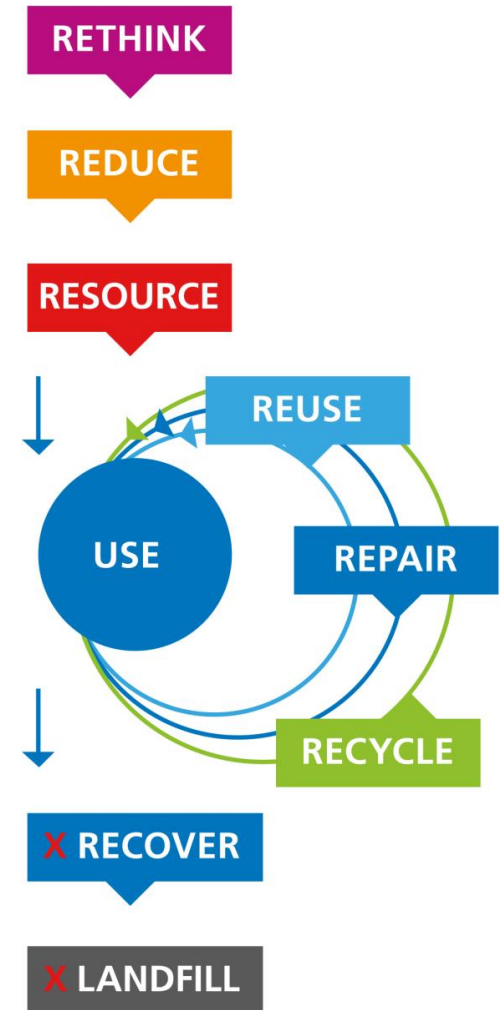 RETHINK
REDUCE
RESOURCE
REUSE
USE
REPAIR
RECYCLE
X RECOVER
X LANDFILL